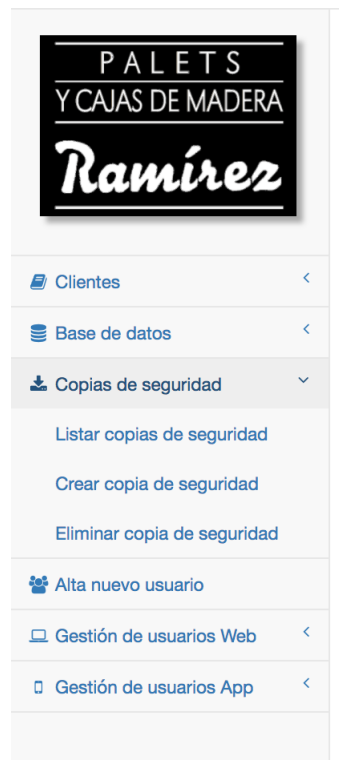 PALETS
Y CAJAS DE MADERA
Ramírez
Clientes
Base de datos
Copias de seguridad
Listar copias de seguridad
Crear copia de seguridad
Eliminar copia de seguridad
Alta nuevo usuario
Gestión de usuarios Web
Gestión de usuarios App